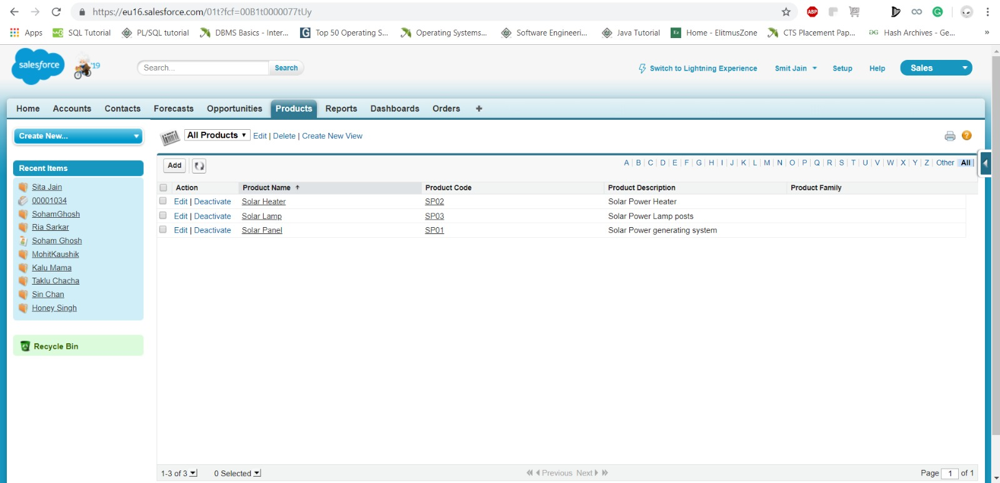 https://eu16.salesforce.com/01t?fcf=00B1t0000077tUy
ABP
Apps SQL Tutorial PL/SQL tutorial DBMS Basics - Inter... Top 50 Operating S... Operating Systems... Software Engineeri... Java Tutorial Home - ElitmusZone CTS Placement Pap... Hash Archives - Ge... »
salesforce '19 Search... Search Switch to Lightning Experience Smit Jain Setup Help Sales
Home Accounts Contacts Forecasts Opportunities Products Reports Dashboards Orders +
Create New...
All Products Edit | Delete | Create New View
Recent Items
Sita Jain
00001034
SohamGhosh
Ria Sarkar
Soham Ghosh
MohitKaushik
Kalu Mama
Taklu Chacha
Sin Chan
Honey Singh
Recycle Bin
Add A | B | C | D | E | F | G | H | I | J | K | L | M | N | O | P | Q | R | S | T | U | V | W | X | Y | Z | Other All
Action Product Name Product Code Product Description Product Family
Edit | Deactivate Solar Heater SP02 Solar Power Heater
Edit | Deactivate Solar Lamp SP03 Solar Power Lamp posts
Edit | Deactivate Solar Panel SP01 Solar Power generating system
1-3 of 3 0 Selected Previous Next Page 1 of 1